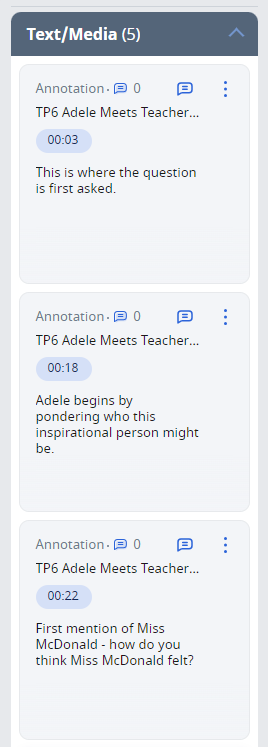 Text/Media (5)
Annotation · 0
TP6 Adele Meets Teacher...
00:03
This is where the question
is first asked.
Annotation · 0
TP6 Adele Meets Teacher...
00:18
Adele begins by
pondering who this
inspirational person might
be.
Annotation · 0
TP6 Adele Meets Teacher...
00:22
First mention of Miss
McDonald - how do you
think Miss McDonald felt?